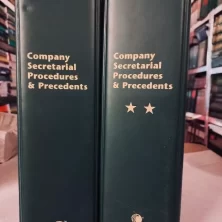 Company
Secretarial
Procedures
& Precedents
Company
Secretarial
Procedures
& Precedents